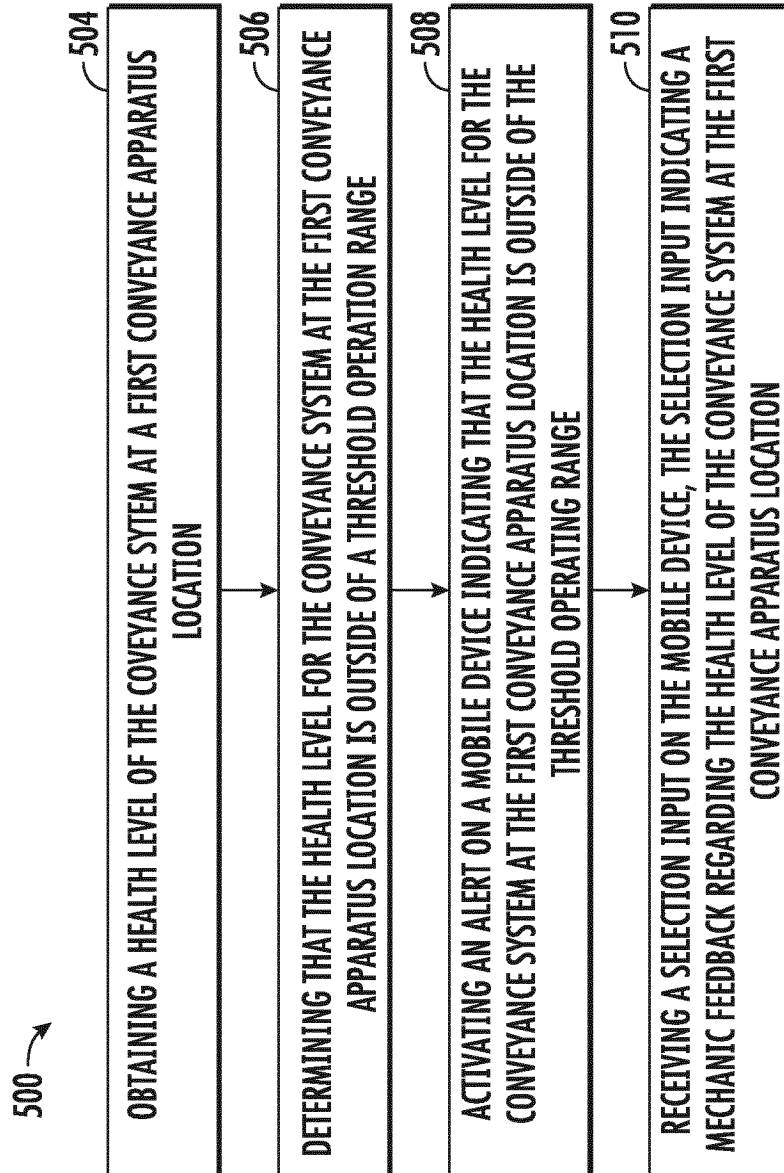 500
504
OBTAINING A HEALTH LEVEL OF THE COVEYANCE SYTEM AT A FIRST CONVEYANCE APPARATUS
LOCATION
506
DETERMINING THAT THE HEALTH LEVEL FOR THE CONVEYANCE SYSTEM AT THE FIRST CONVEYANCE
APPARATUS LOCATION IS OUTSIDE OF A THRESHOLD OPERATION RANGE
508
ACTIVATING AN ALERT ON A MOBILE DEVICE INDICATING THAT THE HEALTH LEVEL FOR THE
CONVEYANCE SYSTEM AT THE FIRST CONVEYANCE APPARATUS LOCATION IS OUTSIDE OF THE
THRESHOLD OPERATING RANGE
510
RECEIVING A SELECTION INPUT ON THE MOBILE DEVICE, THE SELECTION INPUT INDICATING A
MECHANIC FEEDBACK REGARDING THE HEALTH LEVEL OF THE CONVEYANCE SYSTEM AT THE FIRST
CONVEYANCE APPARATUS LOCATION